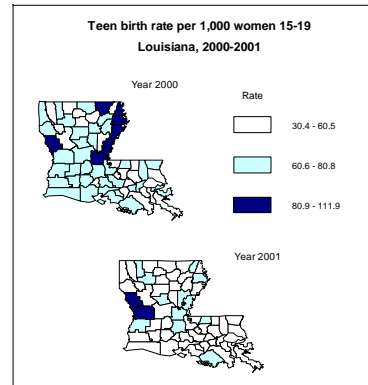 Teen birth rate per 1,000 women 15-19
Louisiana, 2000-2001
Year 2000
Rate
30.4 - 60.5
60.6 - 80.8
80.9 - 111.9
Year 2001